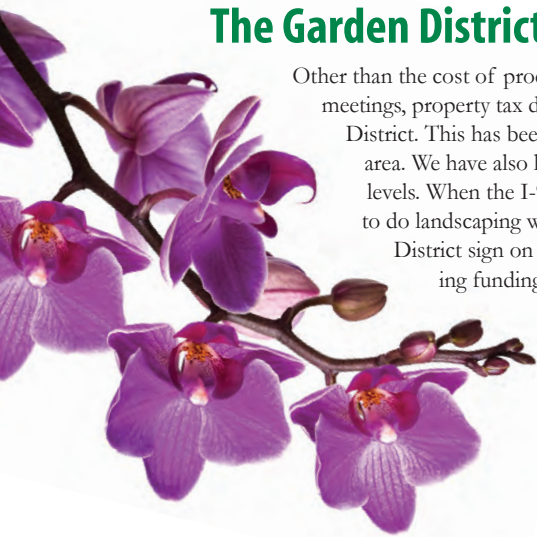 The Garden District
Other than the cost of
meetings, property tax
District. This has
area. We have also
levels. When the
to do landscaping
District sign on
ing funding